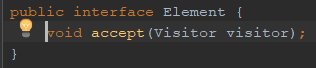 public interface Element {
    void accept(Visitor visitor);
}